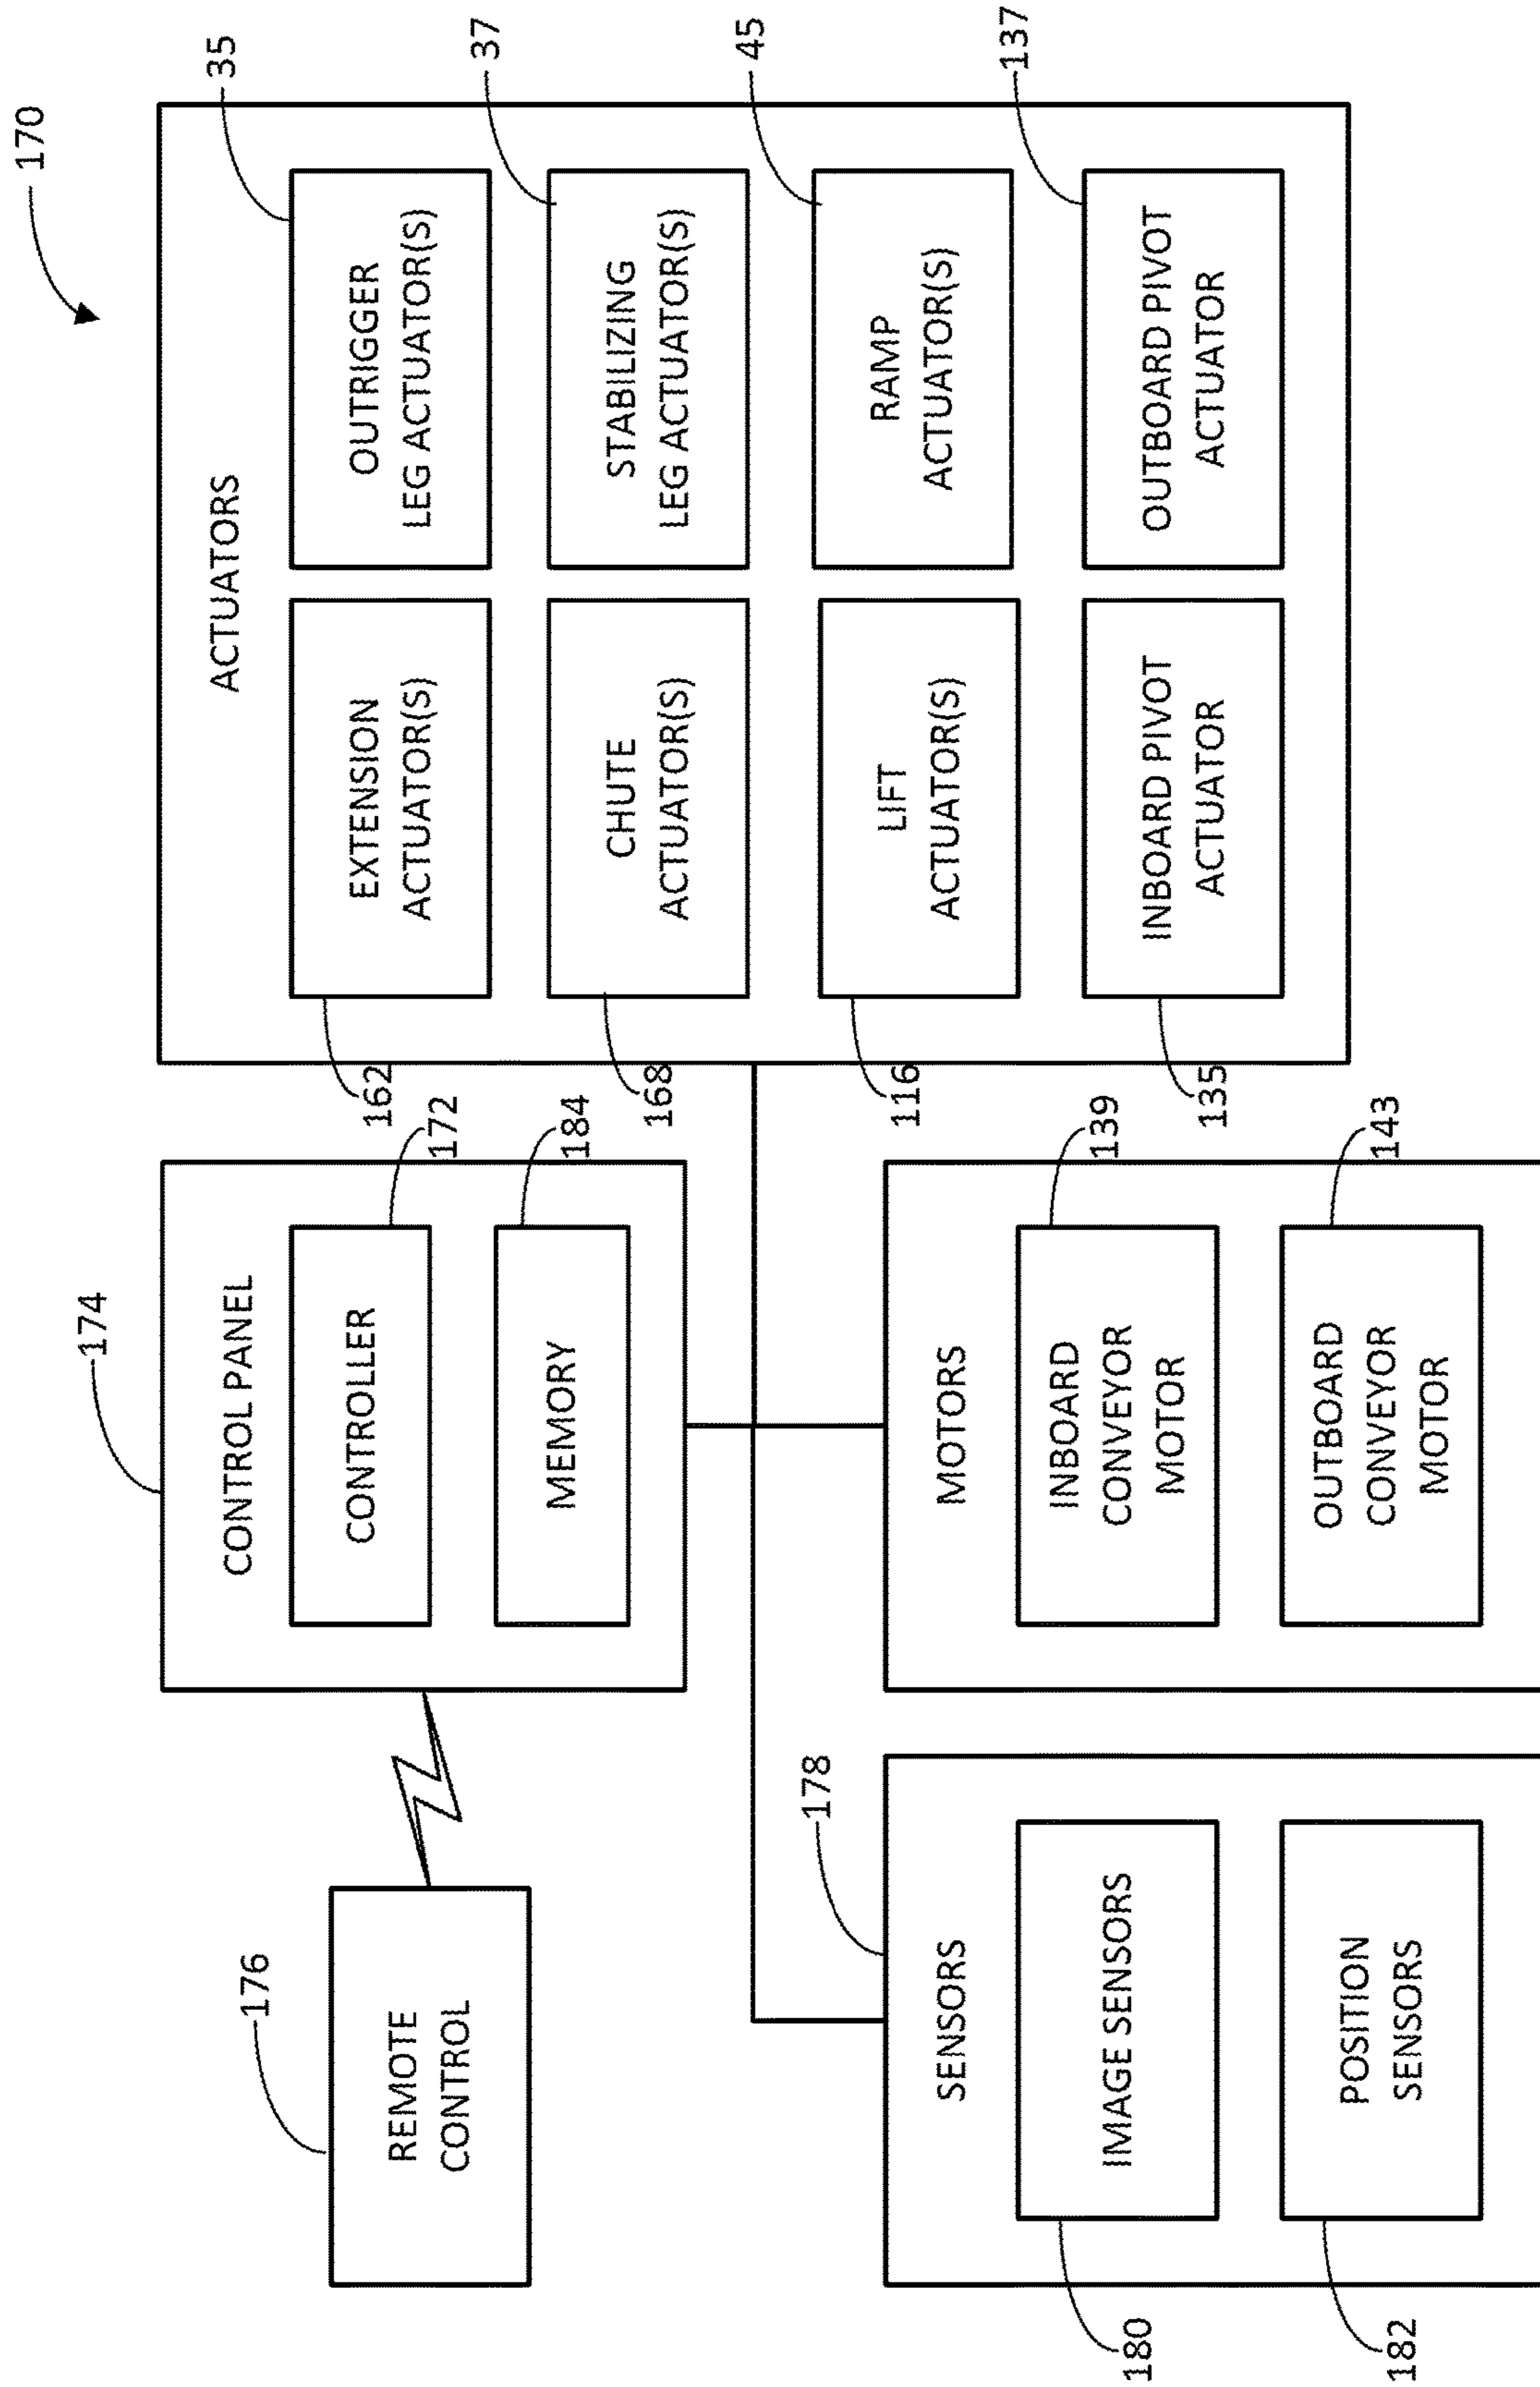 170
174
CONTROL PANEL
CONTROLLER
172
MEMORY
184
176
REMOTE
CONTROL
ACTUATORS
EXTENSION
ACTUATOR(S)
162
OUTRIGGER
LEG ACTUATOR(S)
35
CHUTE
ACTUATOR(S)
168
STABILIZING
LEG ACTUATOR(S)
37
LIFT
ACTUATOR(S)
116
RAMP
ACTUATOR(S)
45
INBOARD PIVOT
ACTUATOR
135
OUTBOARD PIVOT
ACTUATOR
137
178
SENSORS
IMAGE SENSORS
180
POSITION
SENSORS
182
MOTORS
INBOARD
CONVEYOR
MOTOR
139
OUTBOARD
CONVEYOR
MOTOR
143